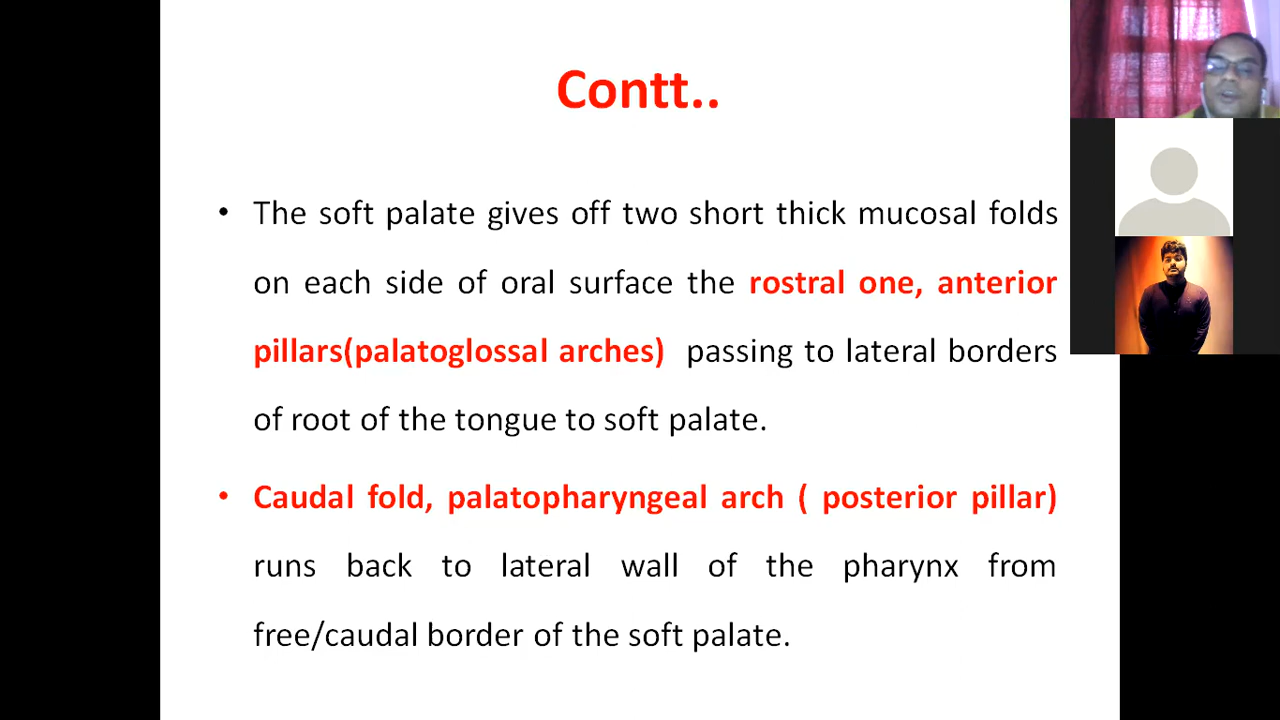 Contt..
• The soft palate gives off two short thick mucosal folds
on each side of oral surface the rostral one, anterior
pillars(palatoglossal arches) passing to lateral borders
of root of the tongue to soft palate.
• Caudal fold, palatopharyngeal arch ( posterior pillar)
runs back to lateral wall of the pharynx from
free/caudal border of the soft palate.